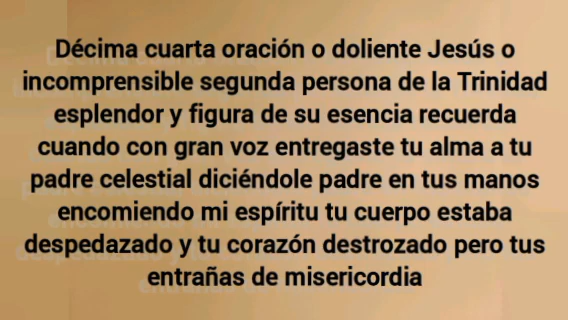 Décima cuarta oración o doliente Jesús o
incomprensible segunda persona de la Trinidad
esplendor y figura de su esencia recuerda
cuando con gran voz entregaste tu alma a tu
padre celestial diciéndole padre en tus manos
encomiendo mi espíritu tu cuerpo estaba
despedazado y tu corazón destrozado pero tus
entrañas de misericordia